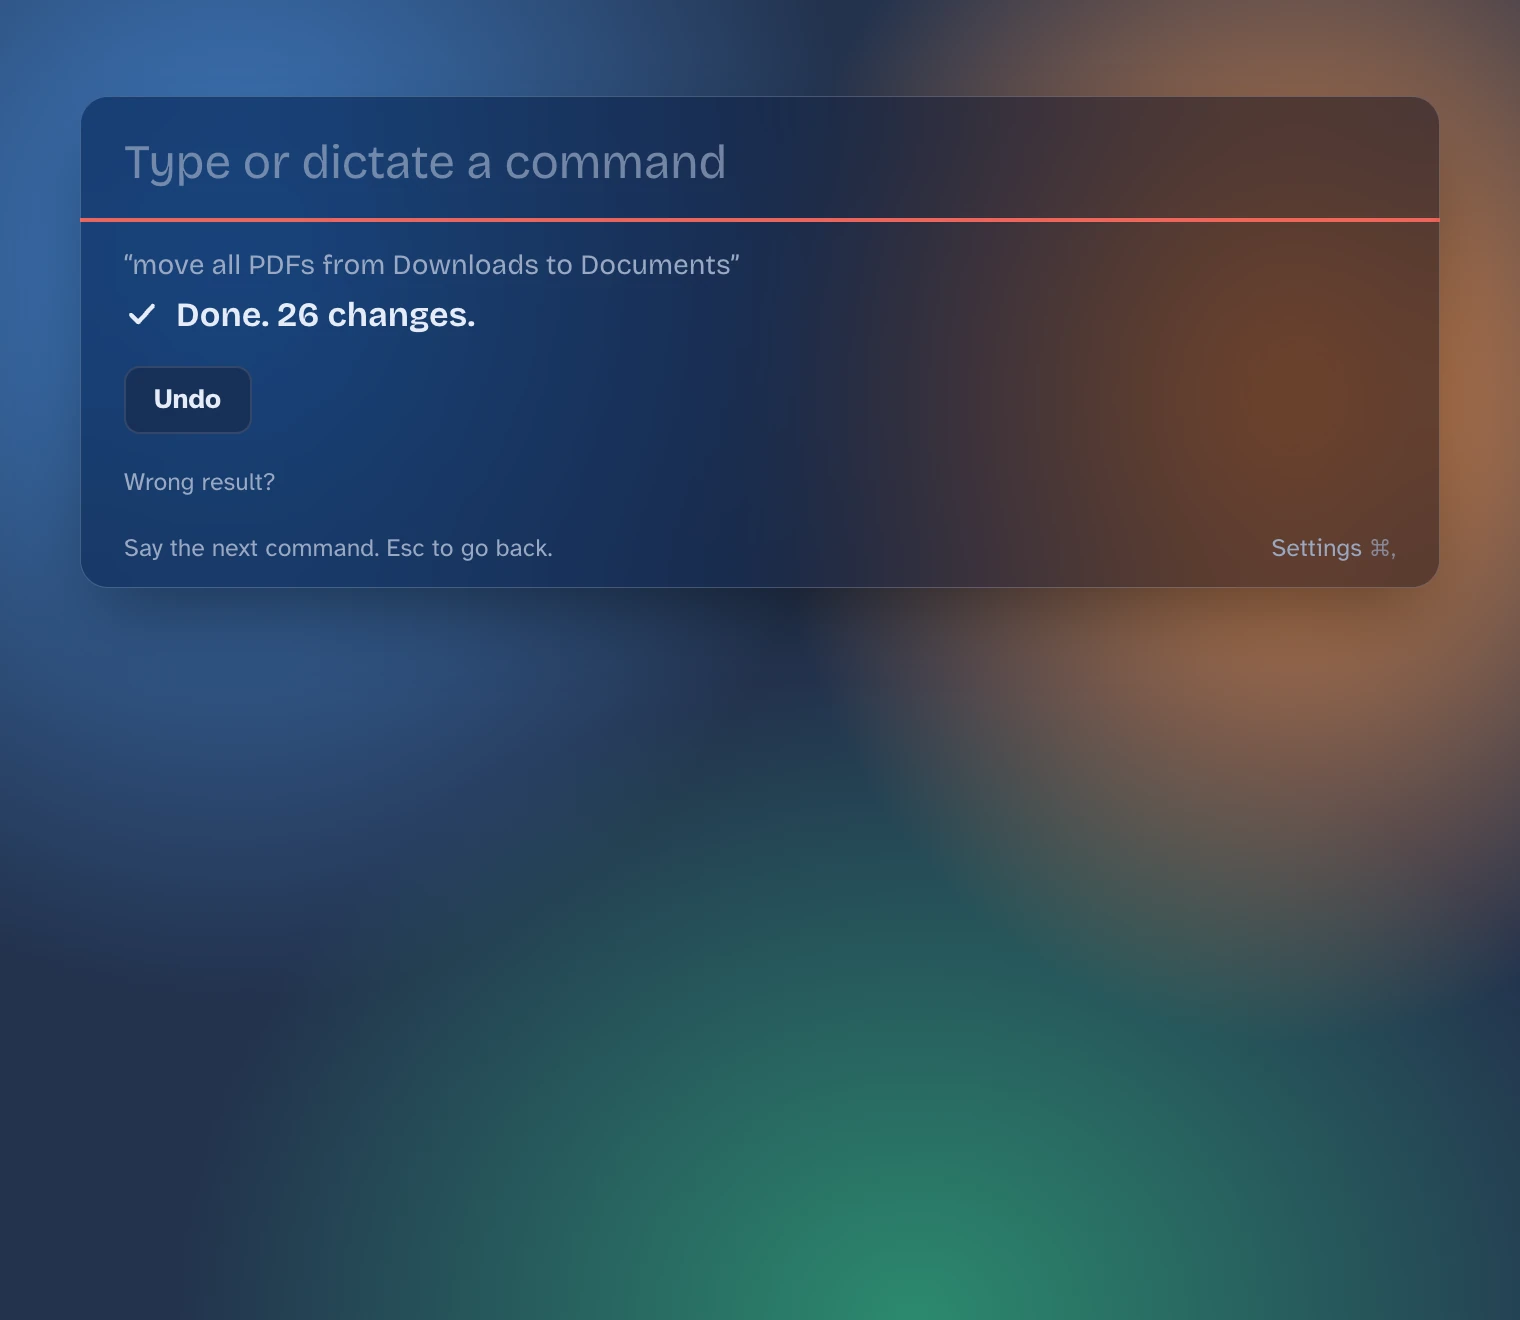 Type or dictate a command
“move all PDFs from Downloads to Documents”
Done. 26 changes.
Undo
Wrong result?
Say the next command. Esc to go back.
Settings ⌘,